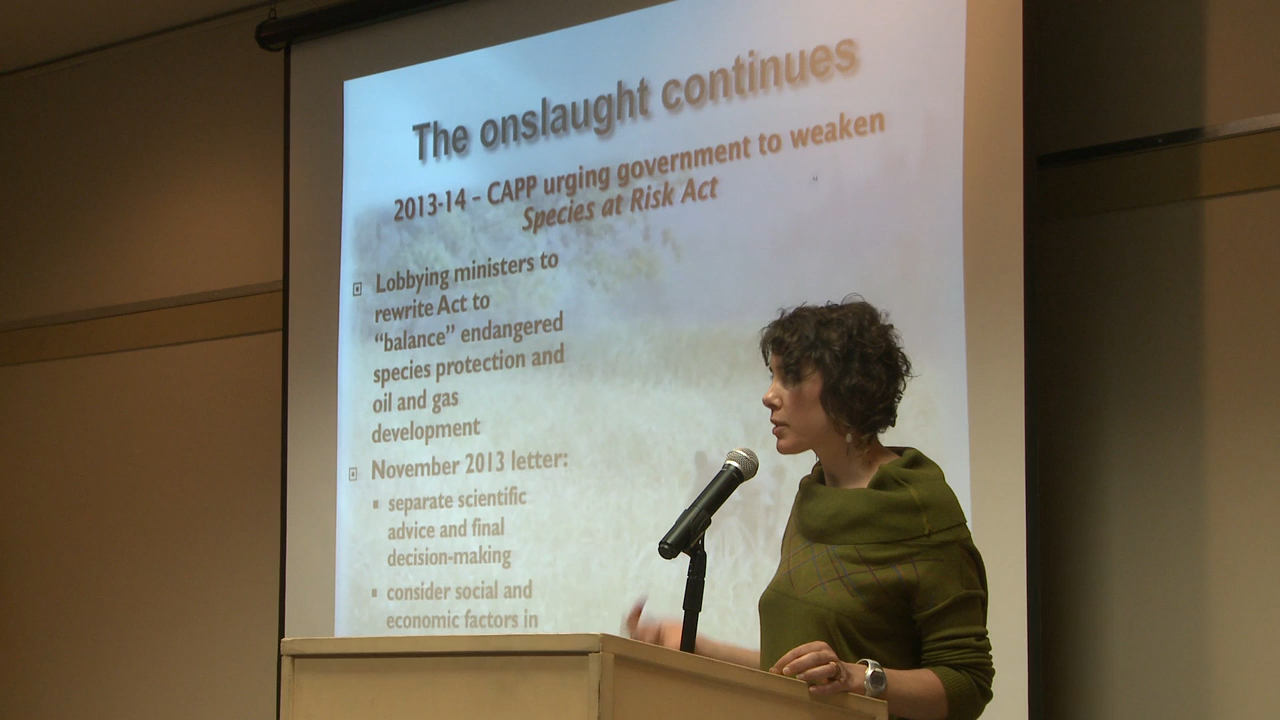 The onslaught continues
2013-14 – CAPP urging government to weaken
Species at Risk Act
Lobbying ministers to
rewrite Act to
“balance” endangered
species protection and
oil and gas
development
November 2013 letter:
separate scientific
advice and final
decision-making
consider social and
economic factors in